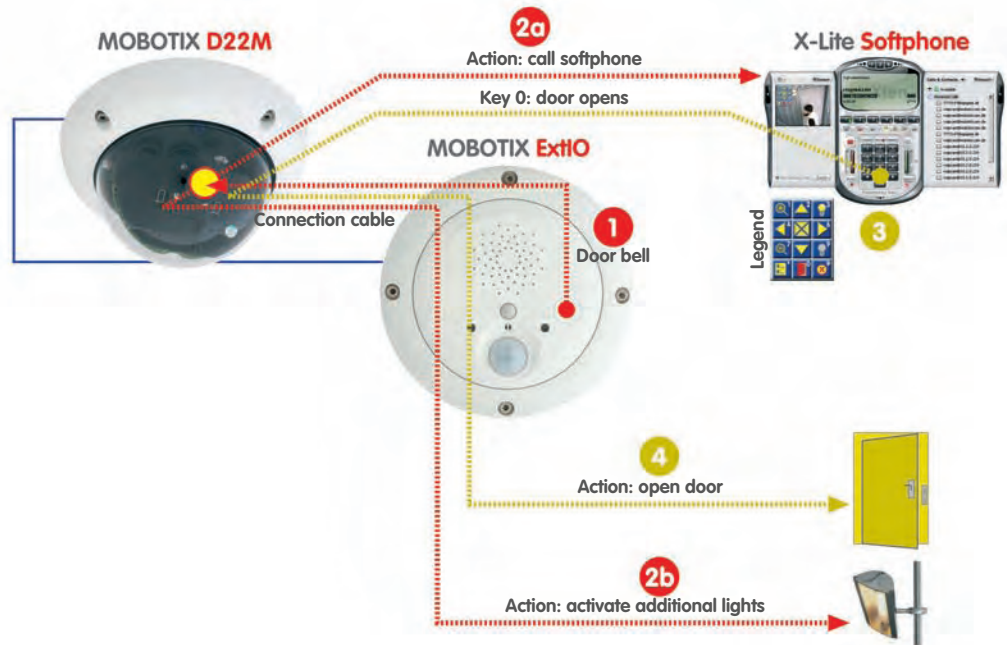 2a
MOBOTIX D22M
X-Lite Softphone
Action: call softphone
Key 0: door opens
MOBOTIX ExtIO
Connection cable
1
Door bell
Legend
3
4
Action: open door
2b
Action: activate additional lights